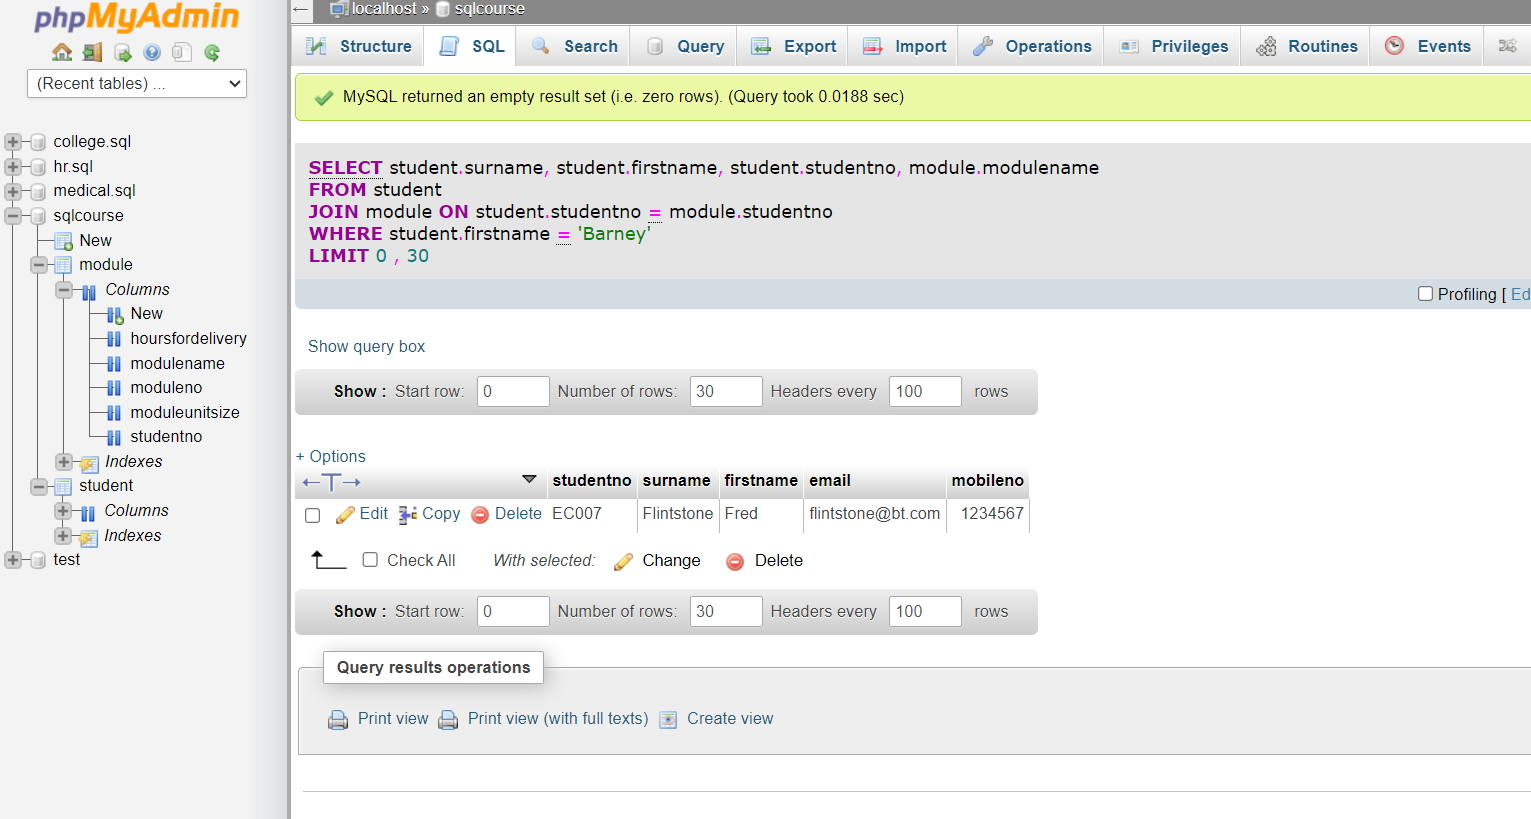 phpMyAdmin
(Recent tables) ...
college.sql
hr.sql
medical.sql
sqlcourse
New
module
Columns
New
hoursfordelivery
modulename
moduleno
moduleunitsize
studentno
Indexes
student
Columns
Indexes
test
localhost » sqlcourse
Structure SQL Search Query Export Import Operations Privileges Routines Events
MySQL returned an empty result set (i.e. zero rows). (Query took 0.0188 sec)
SELECT student.surname, student.firstname, student.studentno, module.modulename
FROM student
JOIN module ON student.studentno = module.studentno
WHERE student.firstname = 'Barney'
LIMIT 0 , 30
Profiling [ Ed
Show query box
Show : Start row: 0 Number of rows: 30 Headers every 100 rows
+ Options
←T→ studentno surname firstname email mobileno
Edit Copy Delete EC007 Flintstone Fred flintstone@bt.com 1234567
Check All With selected: Change Delete
Show : Start row: 0 Number of rows: 30 Headers every 100 rows
Query results operations
Print view Print view (with full texts) Create view